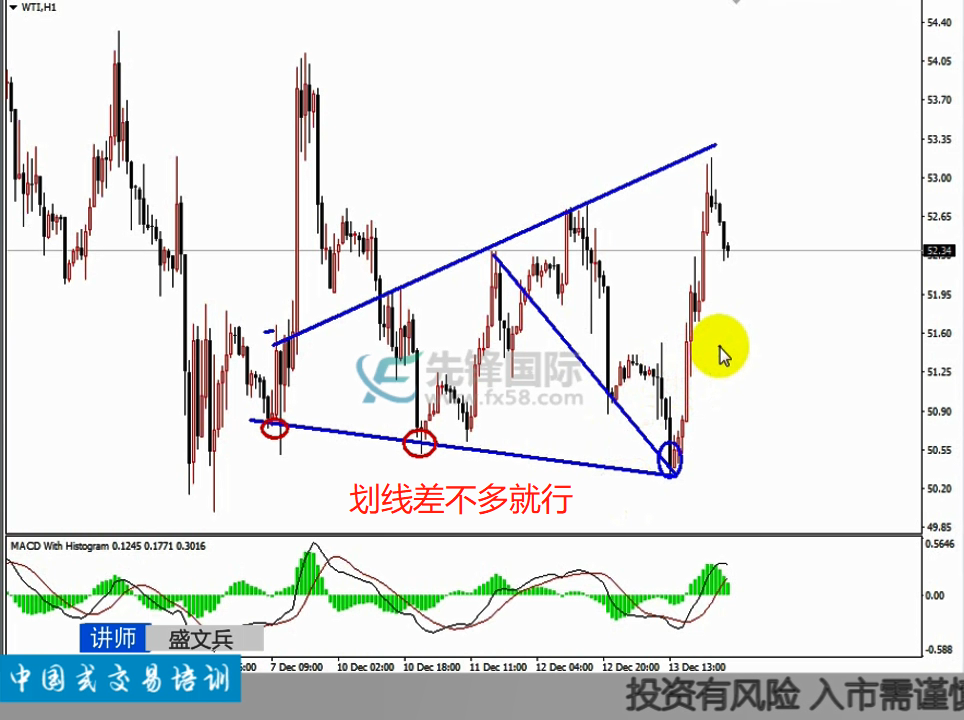 WTI,H1
54.40
54.05
53.70
53.35
53.00
52.65
52.34
51.95
51.60
51.25
50.90
50.55
50.20
49.85
先锋国际
www.fx58.com
划线差不多就行
MACD With Histogram 0.1245 0.1771 0.3016
0.5646
0.00
-0.588
讲师 盛文兵
7 Dec 09:00 10 Dec 02:00 10 Dec 18:00 11 Dec 11:00 12 Dec 04:00 12 Dec 20:00 13 Dec 13:00
中国式交易培训
投资有风险 入市需谨慎